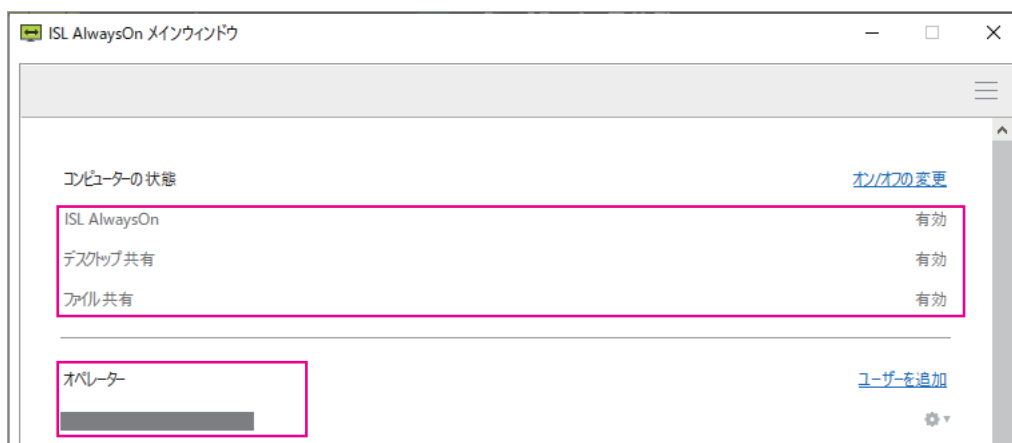 ISL AlwaysOn メインウィンドウ
コンピューターの状態 オン/オフの変更
ISL AlwaysOn 有効
デスクトップ共有 有効
ファイル共有 有効
オペレーター ユーザーを追加